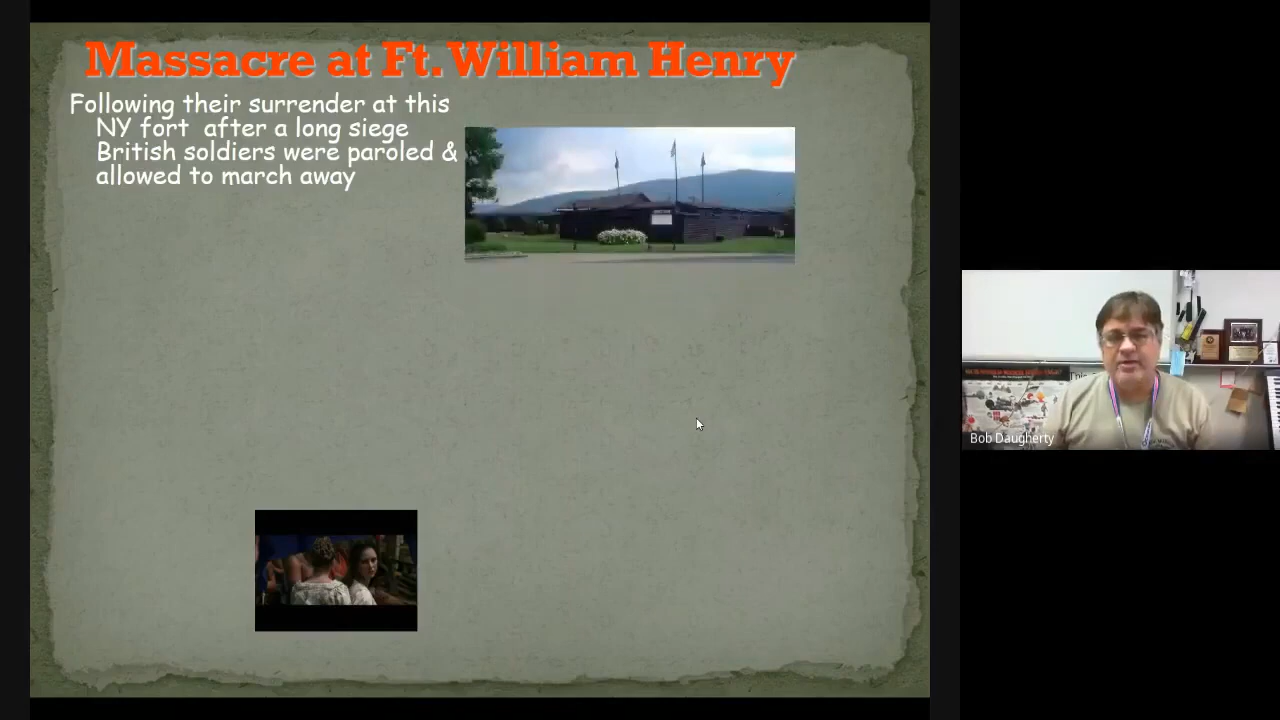 Massacre at Ft. William Henry
Following their surrender at this
NY fort after a long siege
British soldiers were paroled &
allowed to march away
Bob Daugherty